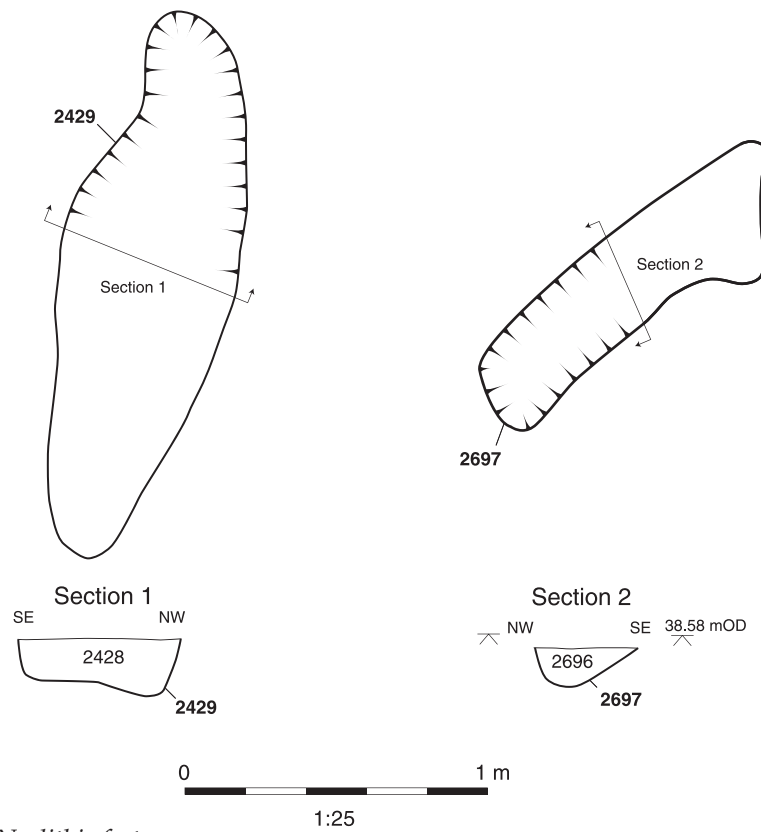 2429
Section 1
Section 2
2697
Section 1
SE NW
2428
2429
Section 2
NW SE 38.58 mOD
2696
2697
0 1 m
1:25